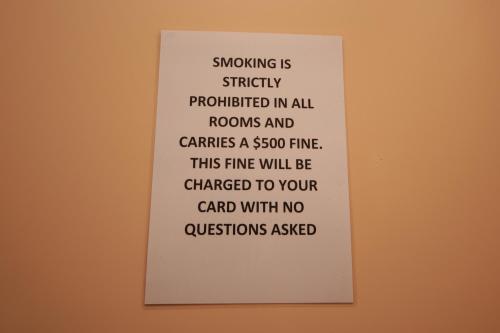 SMOKING IS
STRICTLY
PROHIBITED IN ALL
ROOMS AND
CARRIES A $500 FINE.
THIS FINE WILL BE
CHARGED TO YOUR
CARD WITH NO
QUESTIONS ASKED